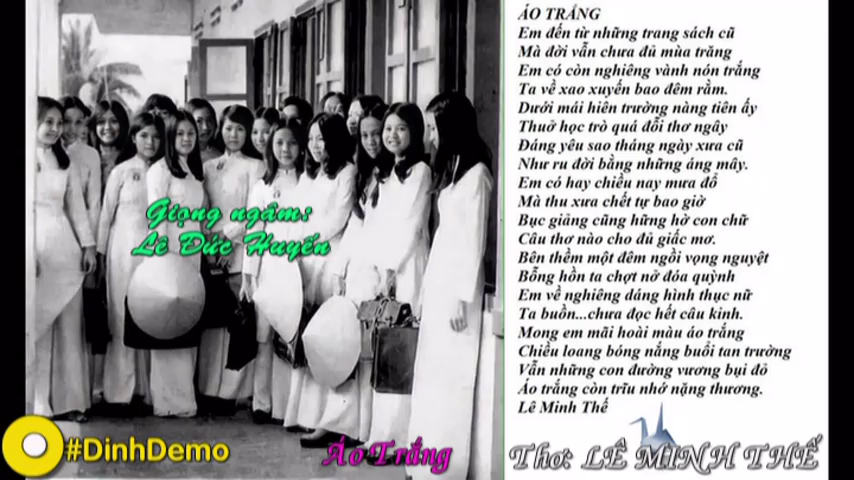 Giọng ngâm:
Lê Đức Huyến
#DinhDemo
Áo Trắng
ÁO TRẮNG
Em đến từ những trang sách cũ
Mà đời vẫn chưa đủ mùa trăng
Em có còn nghiêng vành nón trắng
Ta về xao xuyến bao đêm rằm.
Dưới mái hiên trường nàng tiên ấy
Thuở học trò quá đỗi thơ ngây
Dáng yêu sao tháng ngày xưa cũ
Như ru đời bằng những áng mây.
Em có hay chiều nay mưa đổ
Mà thu xưa chết tự bao giờ
Bục giảng cũng hững hờ con chữ
Câu thơ nào cho đủ giấc mơ.
Bên thềm một đêm ngồi vọng nguyệt
Bỗng hồn ta chợt nở đóa quỳnh
Em về nghiêng dáng hình thục nữ
Ta buồn...chưa đọc hết câu kinh.
Mong em mãi hoài màu áo trắng
Chiều loang bóng nắng buổi tan trường
Vẫn những con đường vương bụi đỏ
Áo trắng còn trĩu nhớ nặng thương.
Lê Minh Thế
Thơ: LÊ MINH THẾ